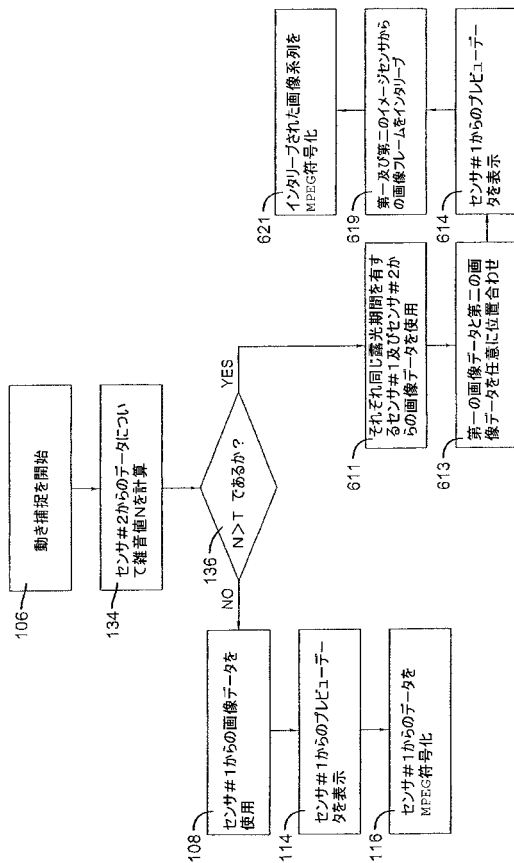 106
動き捕捉を開始
134
センサ#2からのデータについ
て雑音値Nを計算
136
N>T であるか?
NO
YES
108
センサ#1からの画像データを
使用
114
センサ#1からのプレビューデー
タを表示
116
センサ#1からのデータを
MPEG符号化
611
それぞれ同じ露光期間を有す
るセンサ#1及びセンサ#2か
らの画像データを使用
613
第一の画像データと第二の画
像データを任意に位置合わせ
614
センサ#1からのプレビューデー
タを表示
619
第一及び第二のイメージセンサから
の画像フレームをインタリーブ
621
インタリーブされた画像系列を
MPEG符号化